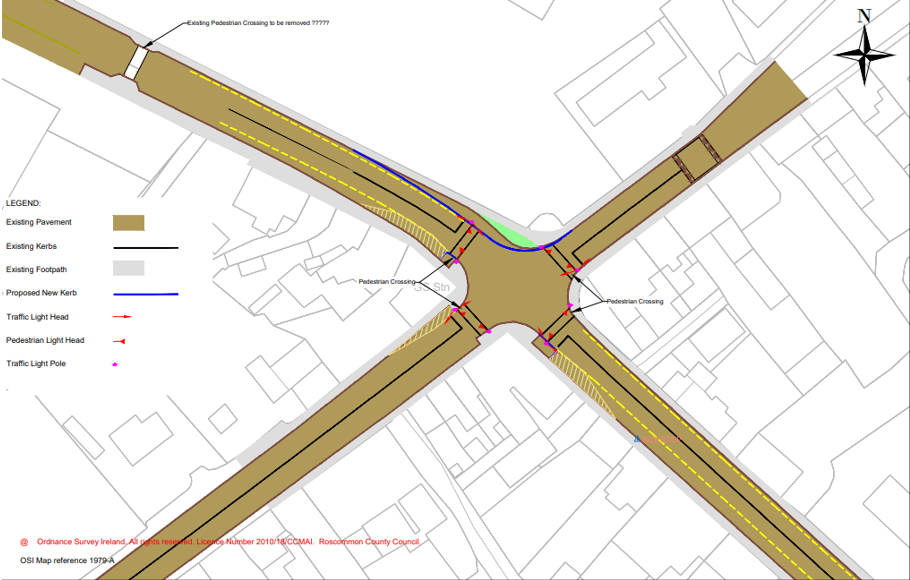 Existing Pedestrian Crossing to be removed ?????
N
LEGEND:
Existing Pavement
Existing Kerbs
Existing Footpath
Proposed New Kerb
Traffic Light Head
Pedestrian Light Head
Traffic Light Pole
Pedestrian Crossing
Stn
Pedestrian Crossing
@ Ordnance Survey Ireland. All rights reserved. Licence Number 2010/18/CCMAI. Roscommon County Council.
OSI Map reference 1979-A